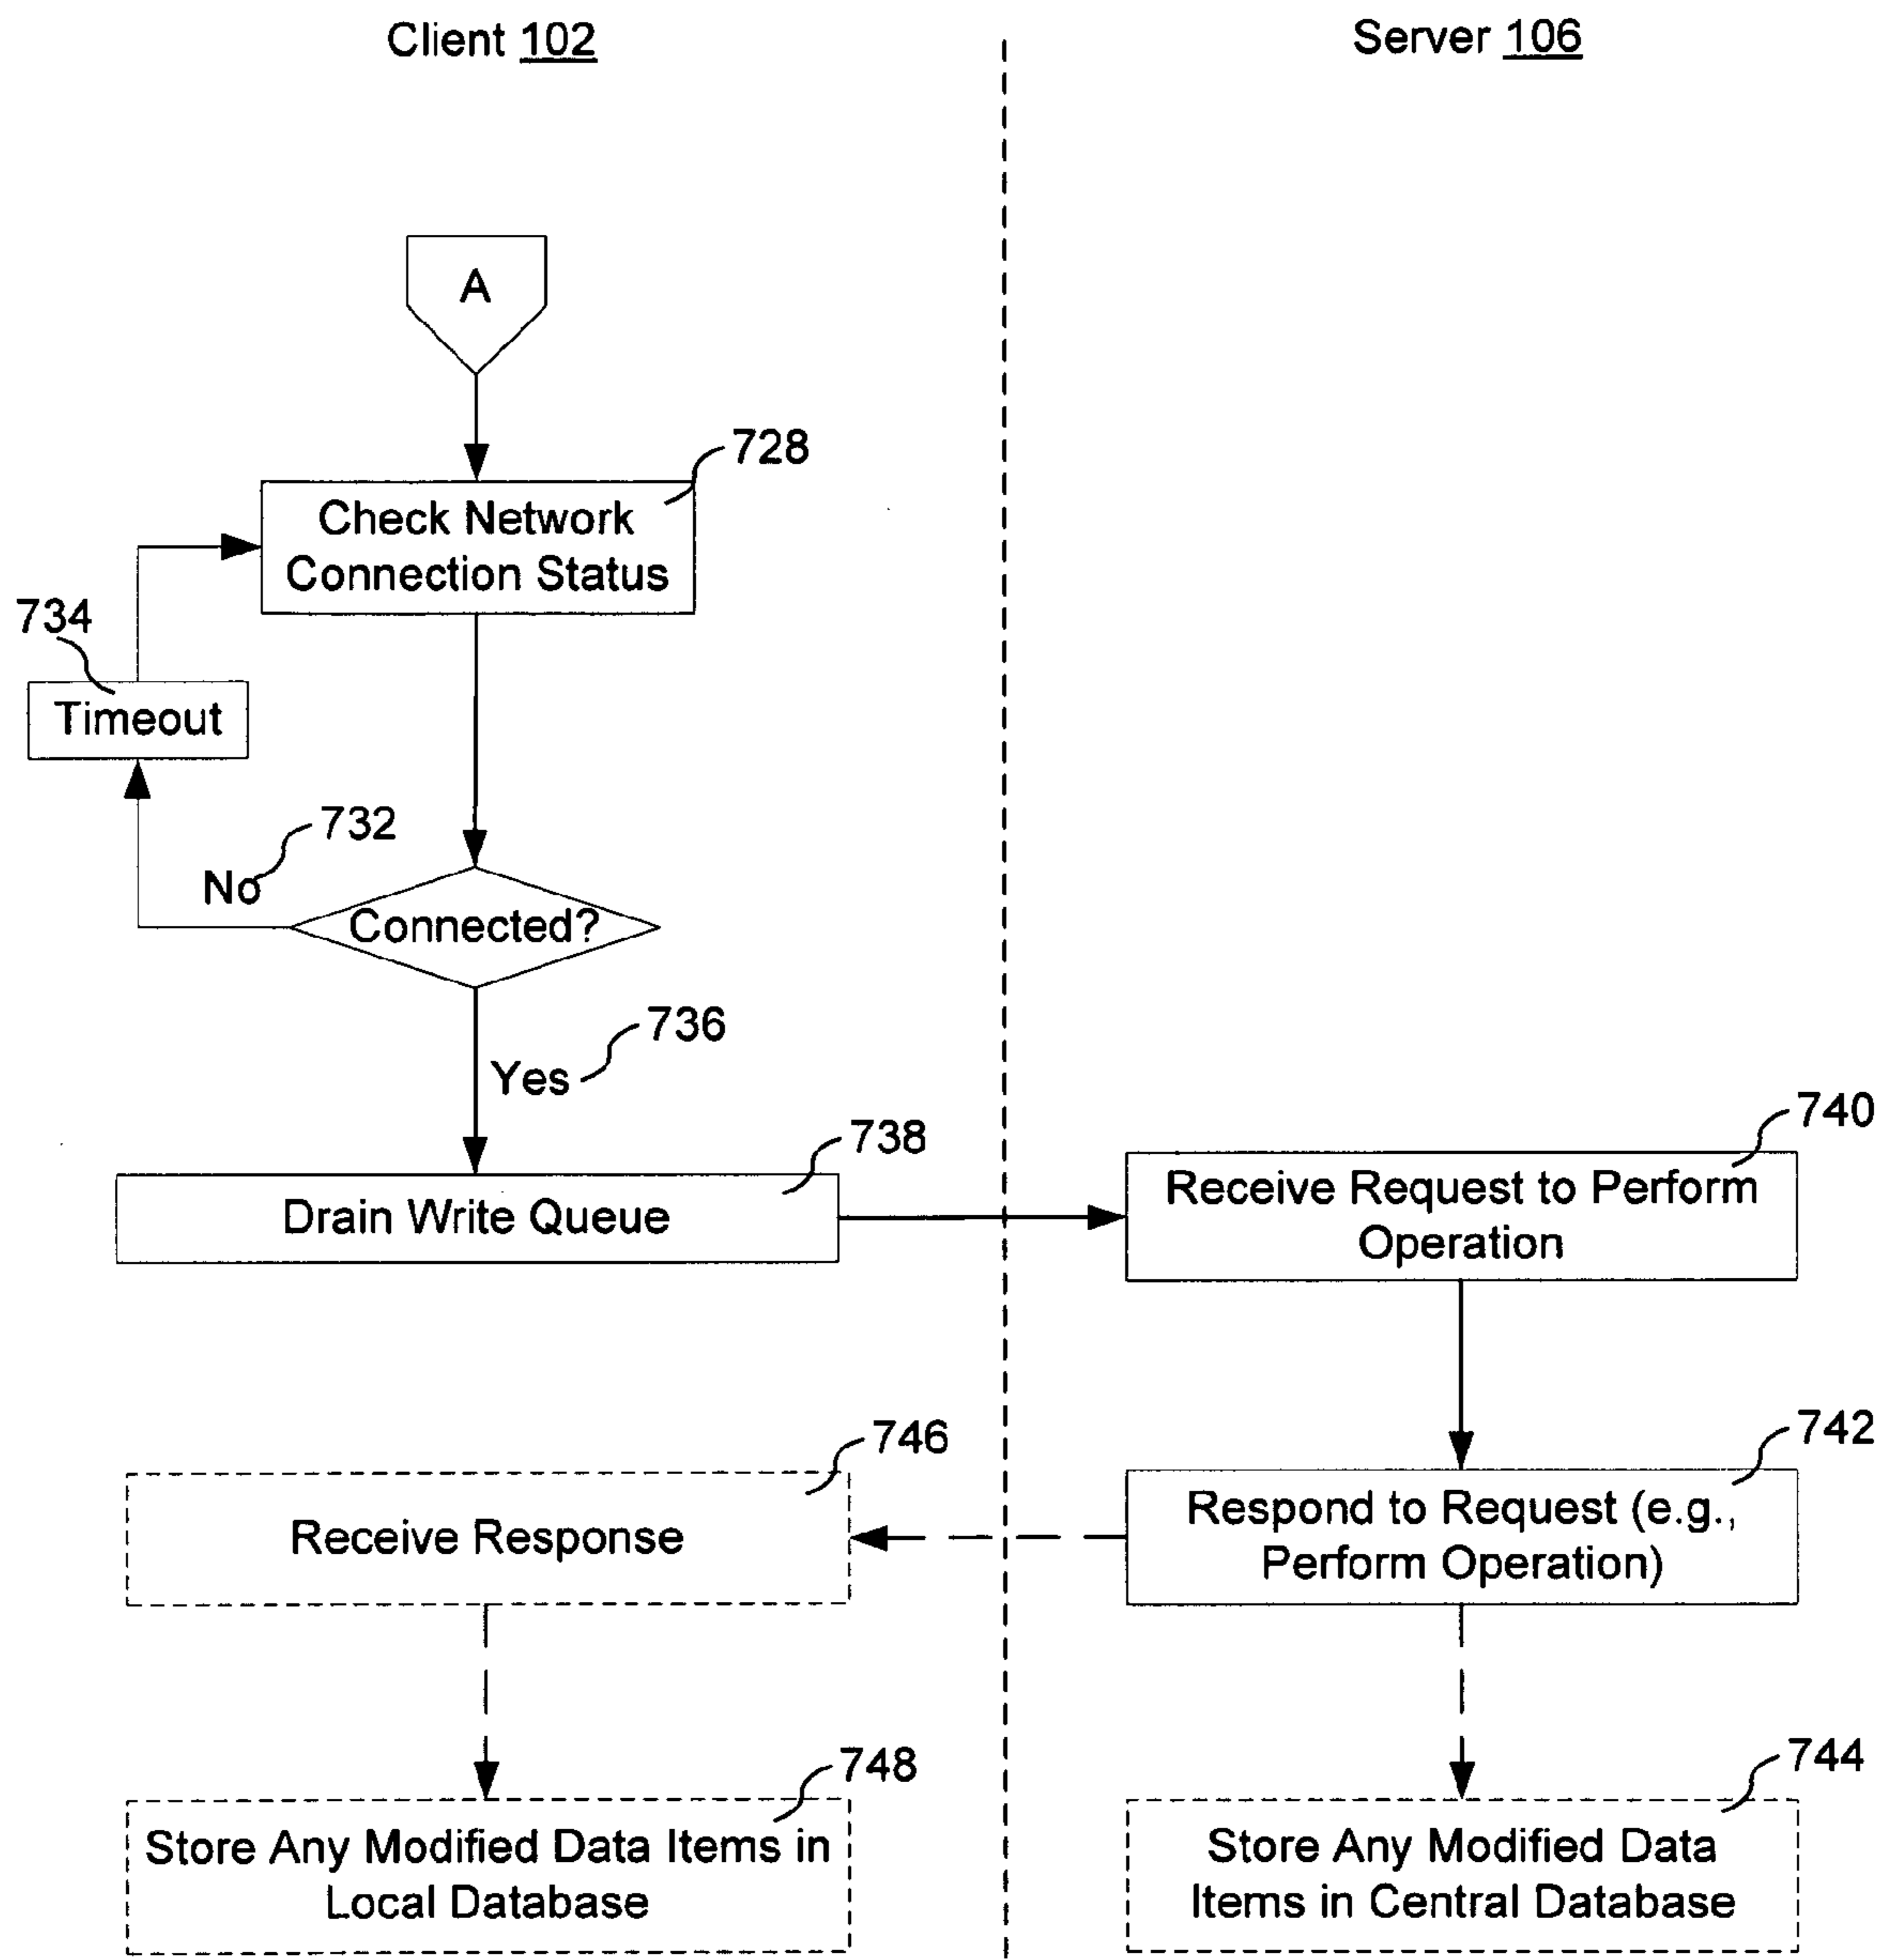 Client 102
Server 106
A
728
Check Network
Connection Status
734
Timeout
732
No
Connected?
736
Yes
738
Drain Write Queue
740
Receive Request to Perform
Operation
742
Respond to Request (e.g.,
Perform Operation)
746
Receive Response
748
Store Any Modified Data Items in
Local Database
744
Store Any Modified Data
Items in Central Database